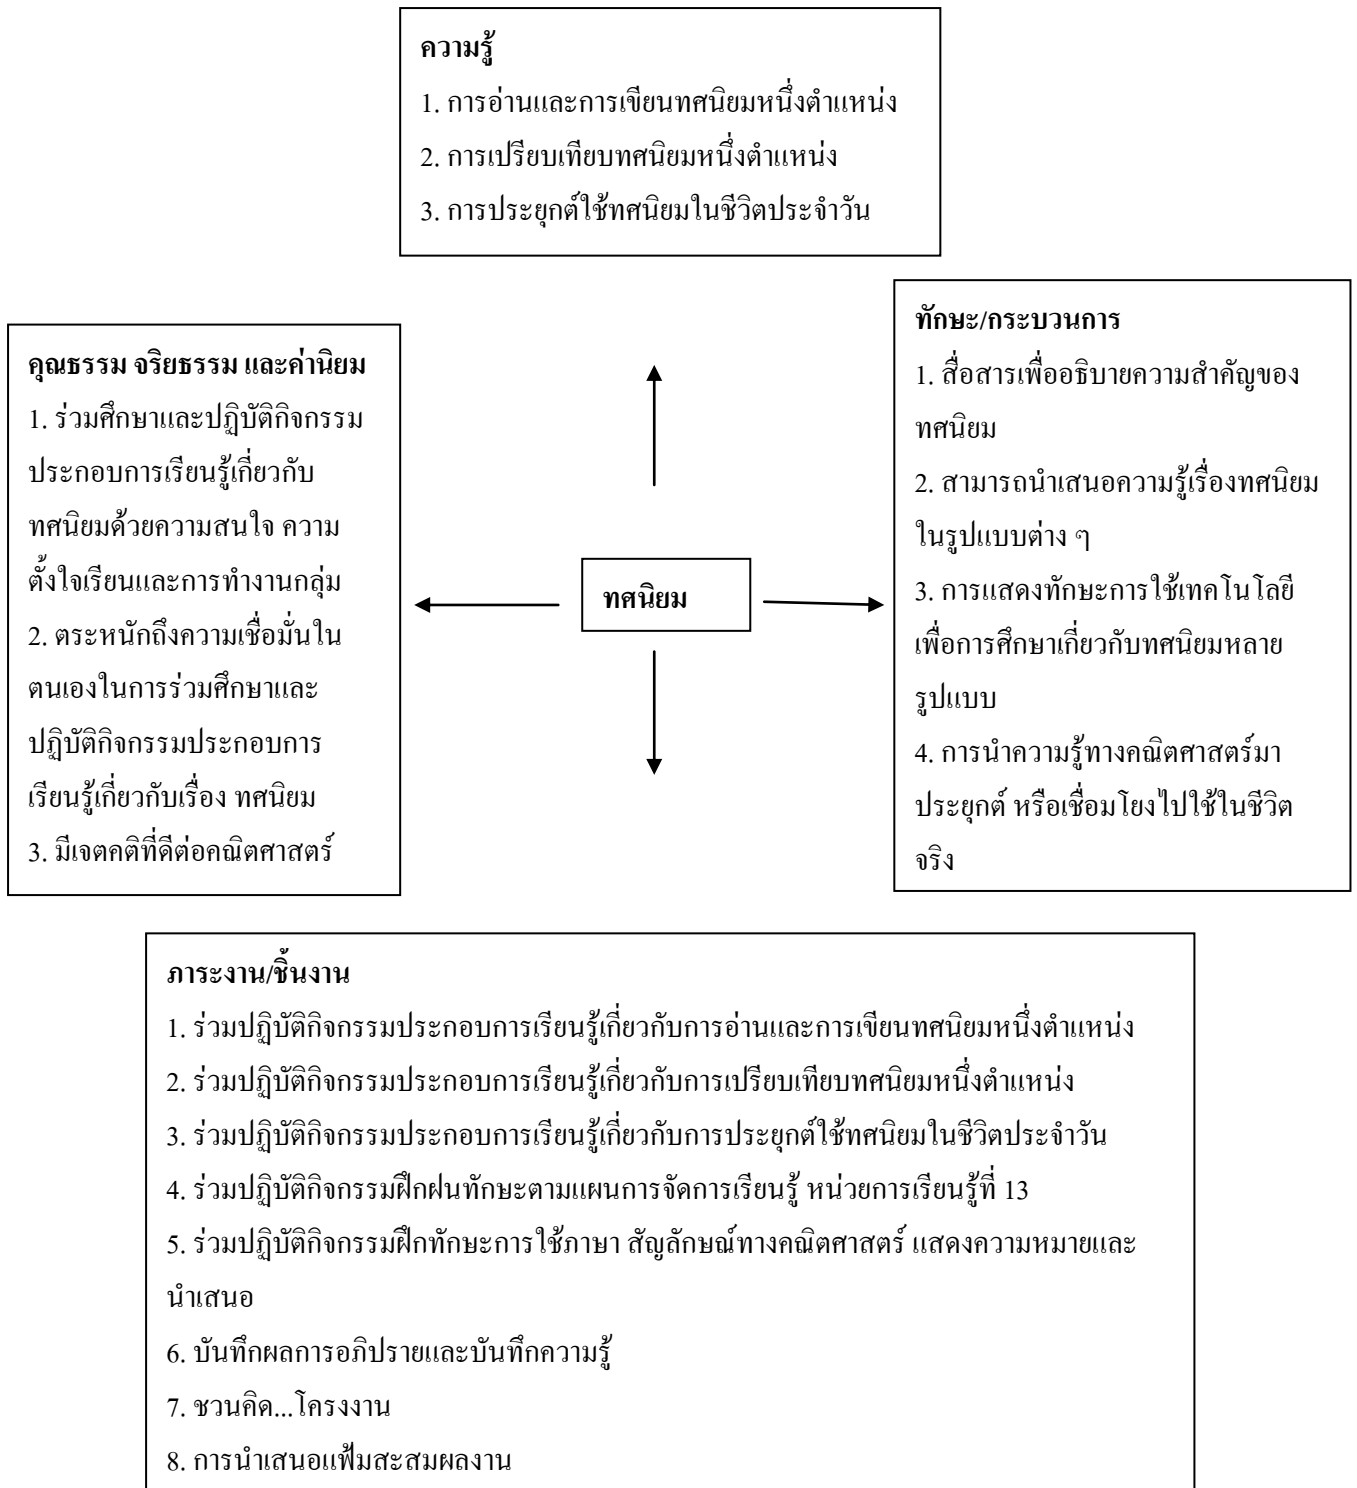 ความรู้
1. การอ่านและการเขียนทศนิยมหนึ่งตำแหน่ง
2. การเปรียบเทียบทศนิยมหนึ่งตำแหน่ง
3. การประยุกต์ใช้ทศนิยมในชีวิตประจำวัน
คุณธรรม จริยธรรม และค่านิยม
1. ร่วมศึกษาและปฏิบัติกิจกรรม
ประกอบการเรียนรู้เกี่ยวกับ
ทศนิยมด้วยความสนใจ ความ
ตั้งใจเรียนและการทำงานกลุ่ม
2. ตระหนักถึงความเชื่อมั่นใน
ตนเองในการร่วมศึกษาและ
ปฏิบัติกิจกรรมประกอบการ
เรียนรู้เกี่ยวกับเรื่อง ทศนิยม
3. มีเจตคติที่ดีต่อคณิตศาสตร์
ทศนิยม
ทักษะ/กระบวนการ
1. สื่อสารเพื่ออธิบายความสำคัญของ
ทศนิยม
2. สามารถนำเสนอความรู้เรื่องทศนิยม
ในรูปแบบต่าง ๆ
3. การแสดงทักษะการใช้เทคโนโลยี
เพื่อการศึกษาเกี่ยวกับทศนิยมหลาย
รูปแบบ
4. การนำความรู้ทางคณิตศาสตร์มา
ประยุกต์ หรือเชื่อมโยงไปใช้ในชีวิต
จริง
ภาระงาน/ชิ้นงาน
1. ร่วมปฏิบัติกิจกรรมประกอบการเรียนรู้เกี่ยวกับการอ่านและการเขียนทศนิยมหนึ่งตำแหน่ง
2. ร่วมปฏิบัติกิจกรรมประกอบการเรียนรู้เกี่ยวกับการเปรียบเทียบทศนิยมหนึ่งตำแหน่ง
3. ร่วมปฏิบัติกิจกรรมประกอบการเรียนรู้เกี่ยวกับการประยุกต์ใช้ทศนิยมในชีวิตประจำวัน
4. ร่วมปฏิบัติกิจกรรมฝึกฝนทักษะตามแผนการจัดการเรียนรู้ หน่วยการเรียนรู้ที่ 13
5. ร่วมปฏิบัติกิจกรรมฝึกทักษะการใช้ภาษา สัญลักษณ์ทางคณิตศาสตร์ แสดงความหมายและ
นำเสนอ
6. บันทึกผลการอภิปรายและบันทึกความรู้
7. ชวนคิด...โครงงาน
8. การนำเสนอแฟ้มสะสมผลงาน